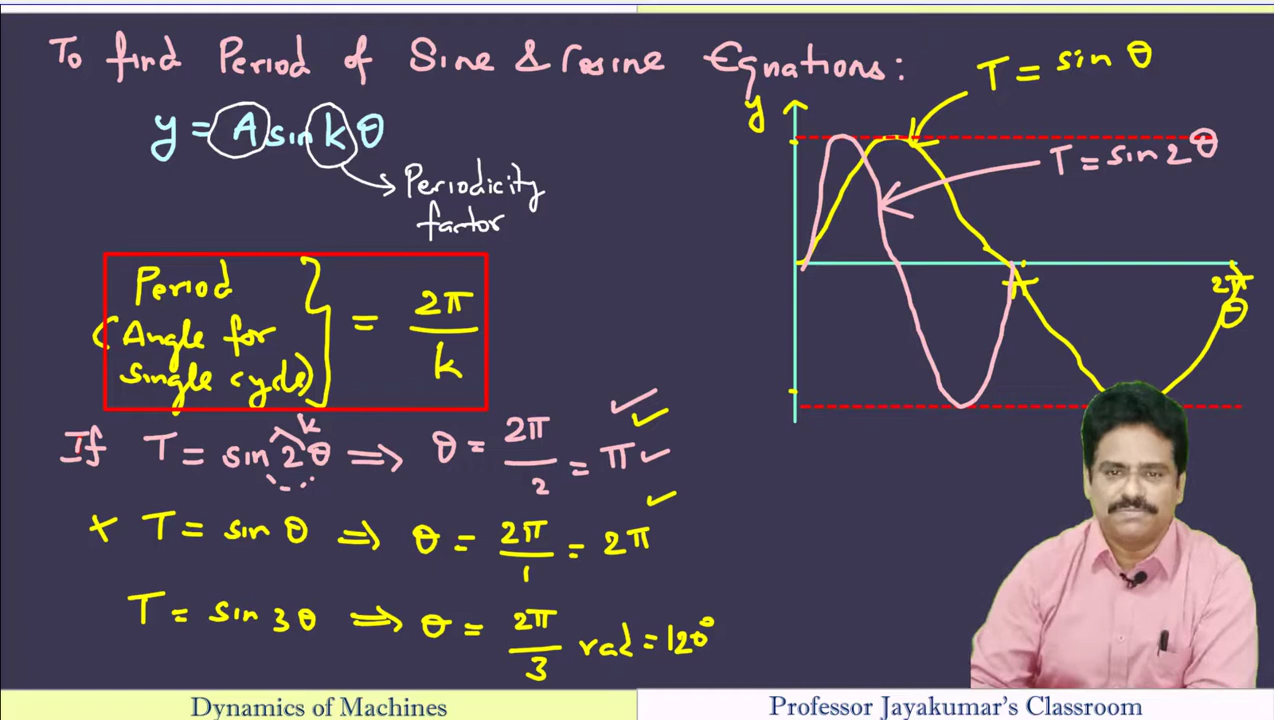 To find Period of Sine & Cosine Equations:
y = A sin k θ
Periodicity
factor
Period
(Angle for
single cycle)
} = 2π / k
If T = sin 2θ ⟹ θ = 2π / 2 = π ✓
k
T = sin θ ⟹ θ = 2π / 1 = 2π ✓
T = sin 3θ ⟹ θ = 2π / 3 rad = 120°
y
T = sin θ
T = sin 2θ
π
2π
θ
Dynamics of Machines
Professor Jayakumar's Classroom